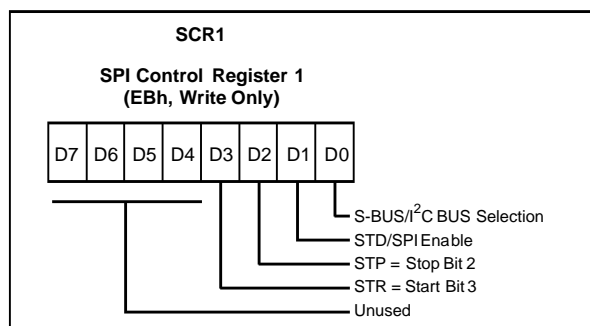 SCR1
SPI Control Register 1
(EBh, Write Only)
D7 D6 D5 D4 D3 D2 D1 D0
S-BUS/I²C BUS Selection
STD/SPI Enable
STP = Stop Bit 2
STR = Start Bit 3
Unused